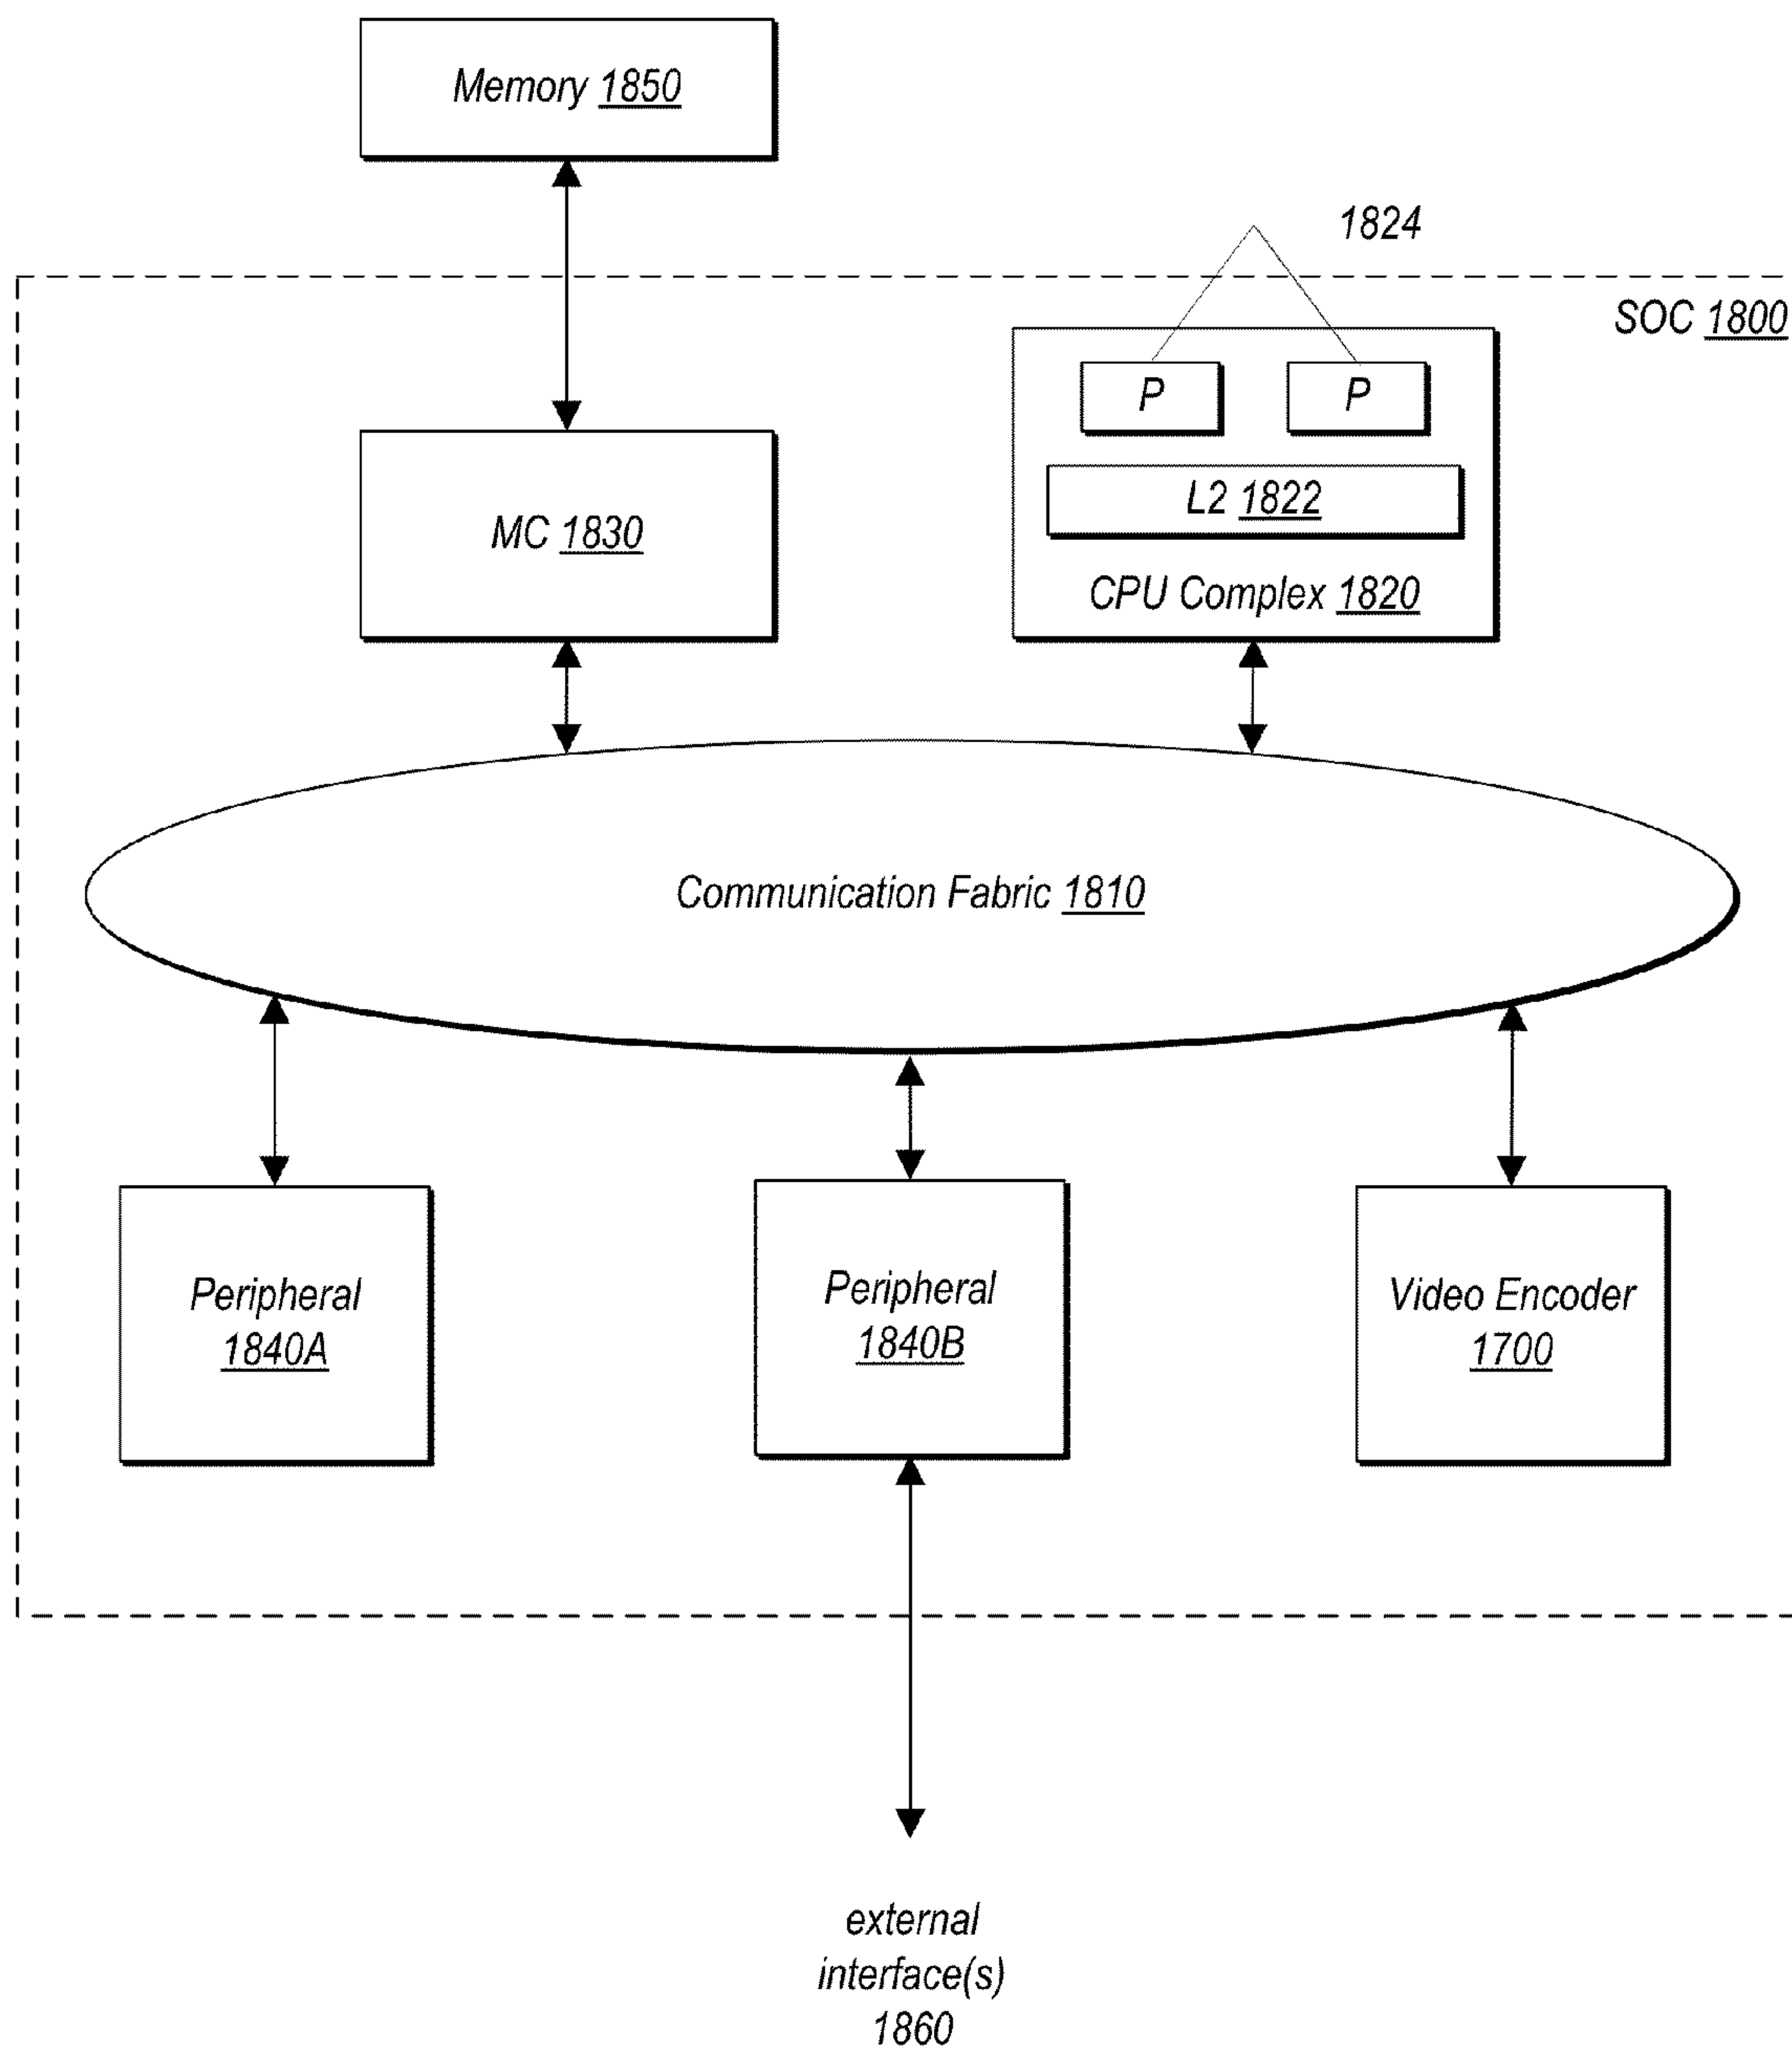 Memory 1850
1824
SOC 1800
P P
L2 1822
MC 1830
CPU Complex 1820
Communication Fabric 1810
Peripheral
1840A
Peripheral
1840B
Video Encoder
1700
external
interface(s)
1860